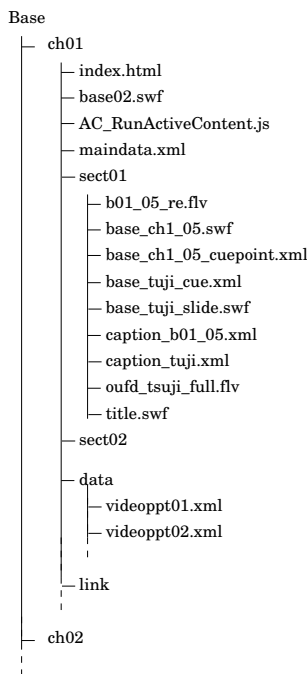 Base
ch01
index.html
base02.swf
AC_RunActiveContent.js
maindata.xml
sect01
b01_05_re.flv
base_ch1_05.swf
base_ch1_05_cuepoint.xml
base_tuji_cue.xml
base_tuji_slide.swf
caption_b01_05.xml
caption_tuji.xml
oufd_tsuji_full.flv
title.swf
sect02
data
videoppt01.xml
videoppt02.xml
link
ch02